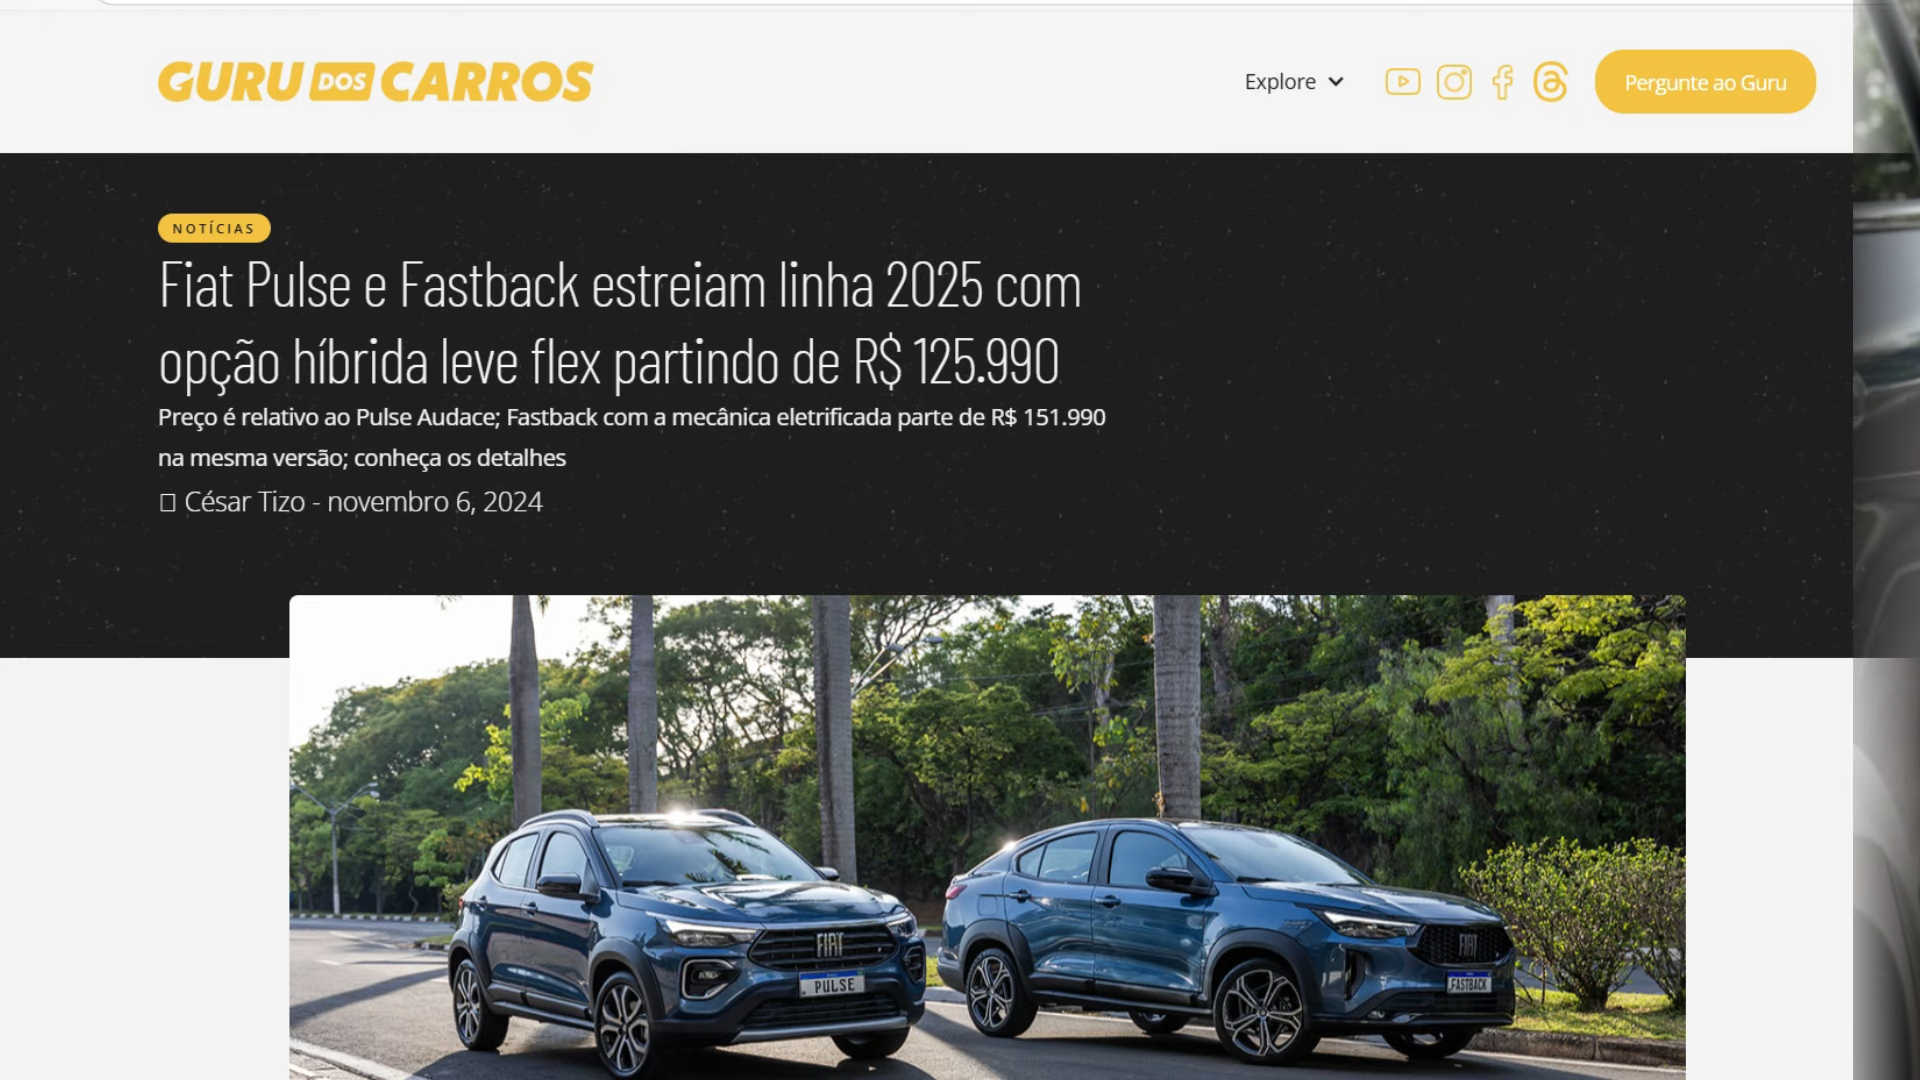 GURU DOS CARROS
Explore
Pergunte ao Guru
NOTÍCIAS
Fiat Pulse e Fastback estreiam linha 2025 com
opção híbrida leve flex partindo de R$ 125.990
Preço é relativo ao Pulse Audace; Fastback com a mecânica eletrificada parte de R$ 151.990
na mesma versão; conheça os detalhes
César Tizo - novembro 6, 2024
FIAT
FIAT
PULSE
FASTBACK